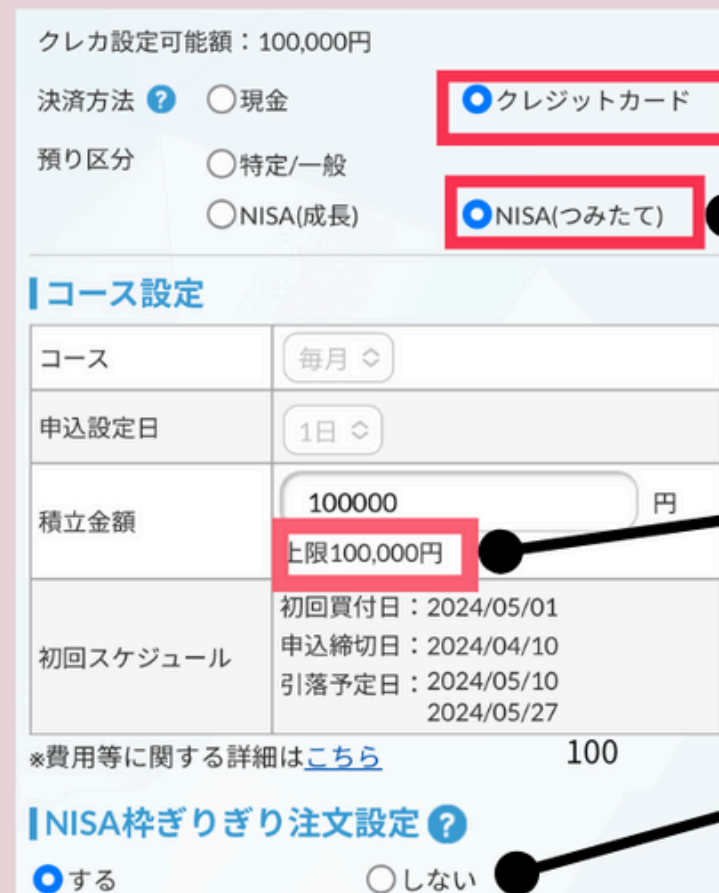 クレカ設定可能額：100,000円
決済方法 ? 現金 クレジットカード
預り区分 特定/一般
NISA(成長) NISA(つみたて)
コース設定
コース 毎月
申込設定日 1日
積立金額 100000 円
上限100,000円
初回スケジュール 初回買付日：2024/05/01
申込締切日：2024/04/10
引落予定日：2024/05/10
2024/05/27
※費用等に関する詳細はこちら 100
NISA枠ぎりぎり注文設定 ?
する しない